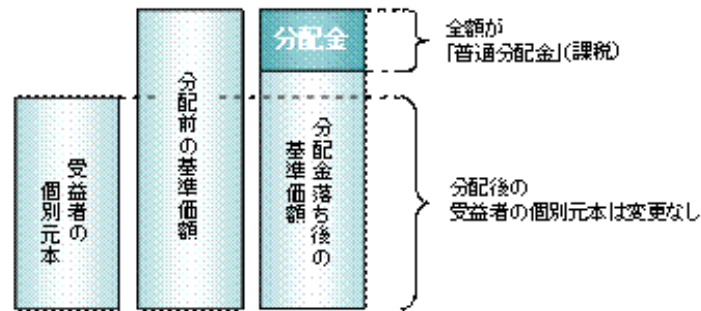 受益者の
個別元本
分配前の基準価額
分配金
分配金落ち後の
基準価額
全額が
「普通分配金」(課税)
分配後の
受益者の個別元本は変更なし